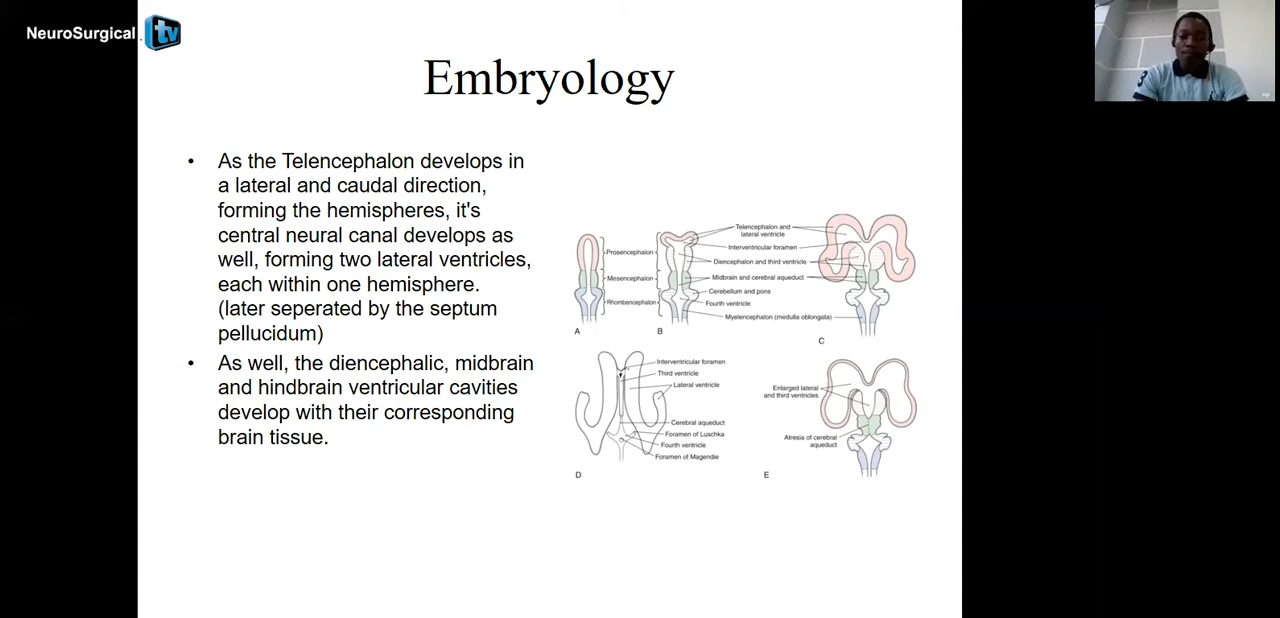 NeuroSurgical tv
Embryology
• As the Telencephalon develops in
a lateral and caudal direction,
forming the hemispheres, it's
central neural canal develops as
well, forming two lateral ventricles,
each within one hemisphere.
(later seperated by the septum
pellucidum)
• As well, the diencephalic, midbrain
and hindbrain ventricular cavities
develop with their corresponding
brain tissue.
Prosencephalon
Mesencephalon
Rhombencephalon
A
B
Telencephalon and
lateral ventricle
Interventricular foramen
Diencephalon and third ventricle
Midbrain and cerebral aqueduct
Cerebellum and pons
Fourth ventricle
Myelencephalon (medulla oblongata)
C
Interventricular foramen
Third ventricle
Lateral ventricle
Cerebral aqueduct
Foramen of Luschka
Fourth ventricle
Foramen of Magendie
D
Enlarged lateral
and third ventricles
Atresia of cerebral
aqueduct
E
3